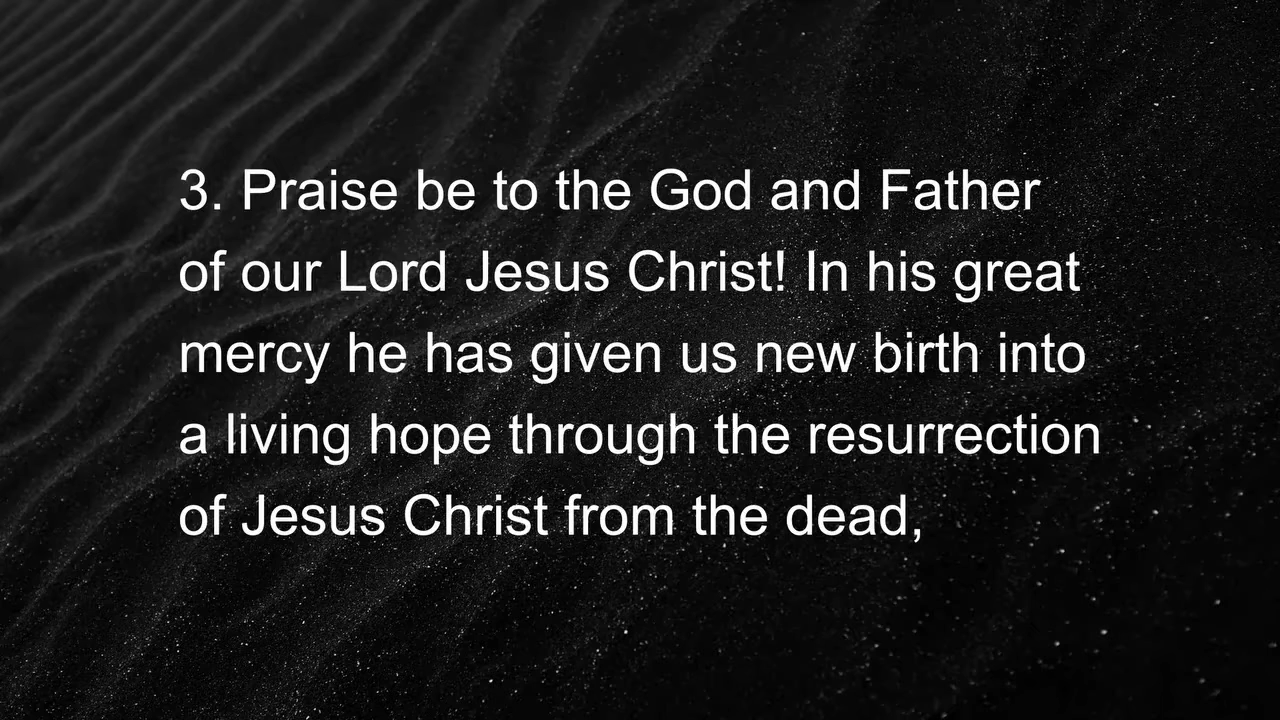 3. Praise be to the God and Father
of our Lord Jesus Christ! In his great
mercy he has given us new birth into
a living hope through the resurrection
of Jesus Christ from the dead,